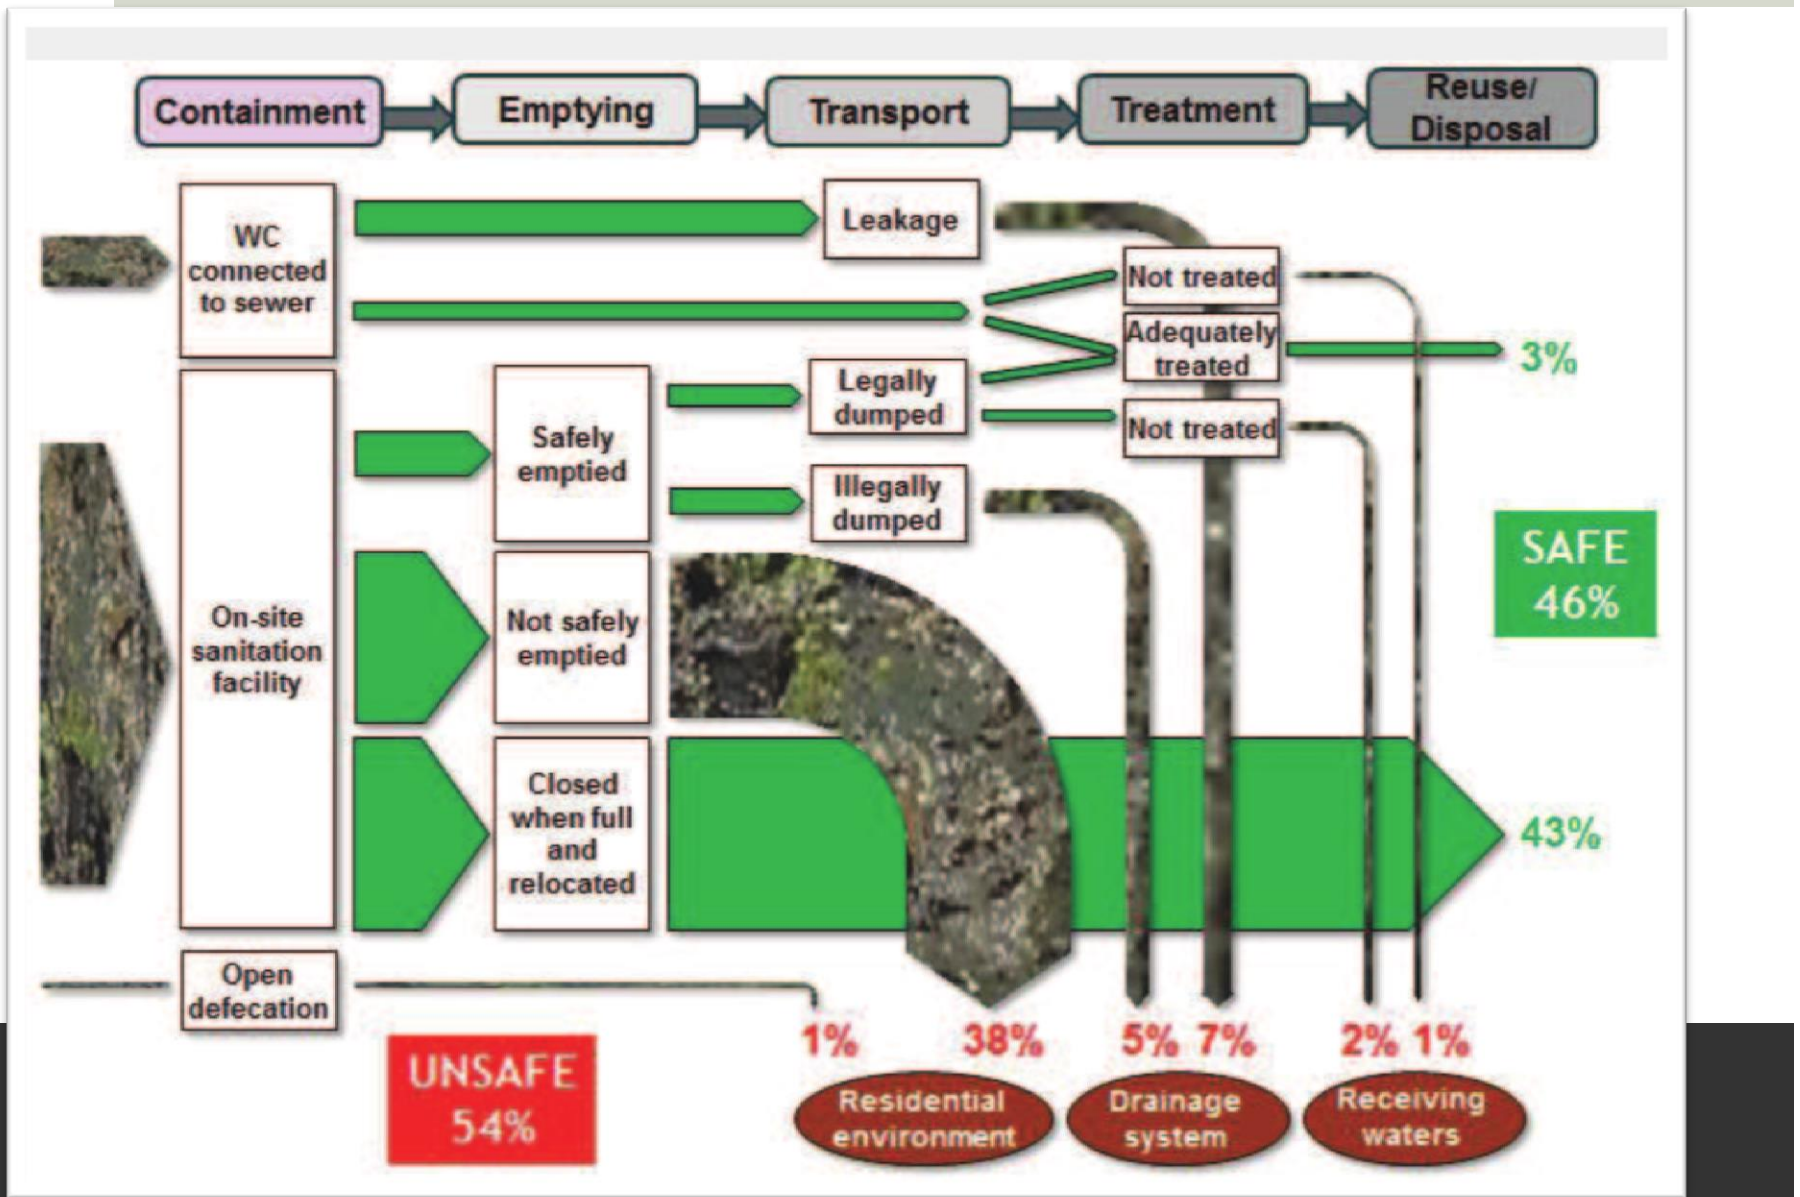 Containment
Emptying
Transport
Treatment
Reuse/
Disposal
WC
connected
to sewer
Leakage
Not treated
Adequately
treated
3%
Legally
dumped
Not treated
Safely
emptied
Illegally
dumped
SAFE
46%
On-site
sanitation
facility
Not safely
emptied
Closed
when full
and
relocated
43%
Open
defecation
UNSAFE
54%
1%
38%
5%
7%
2%
1%
Residential
environment
Drainage
system
Receiving
waters